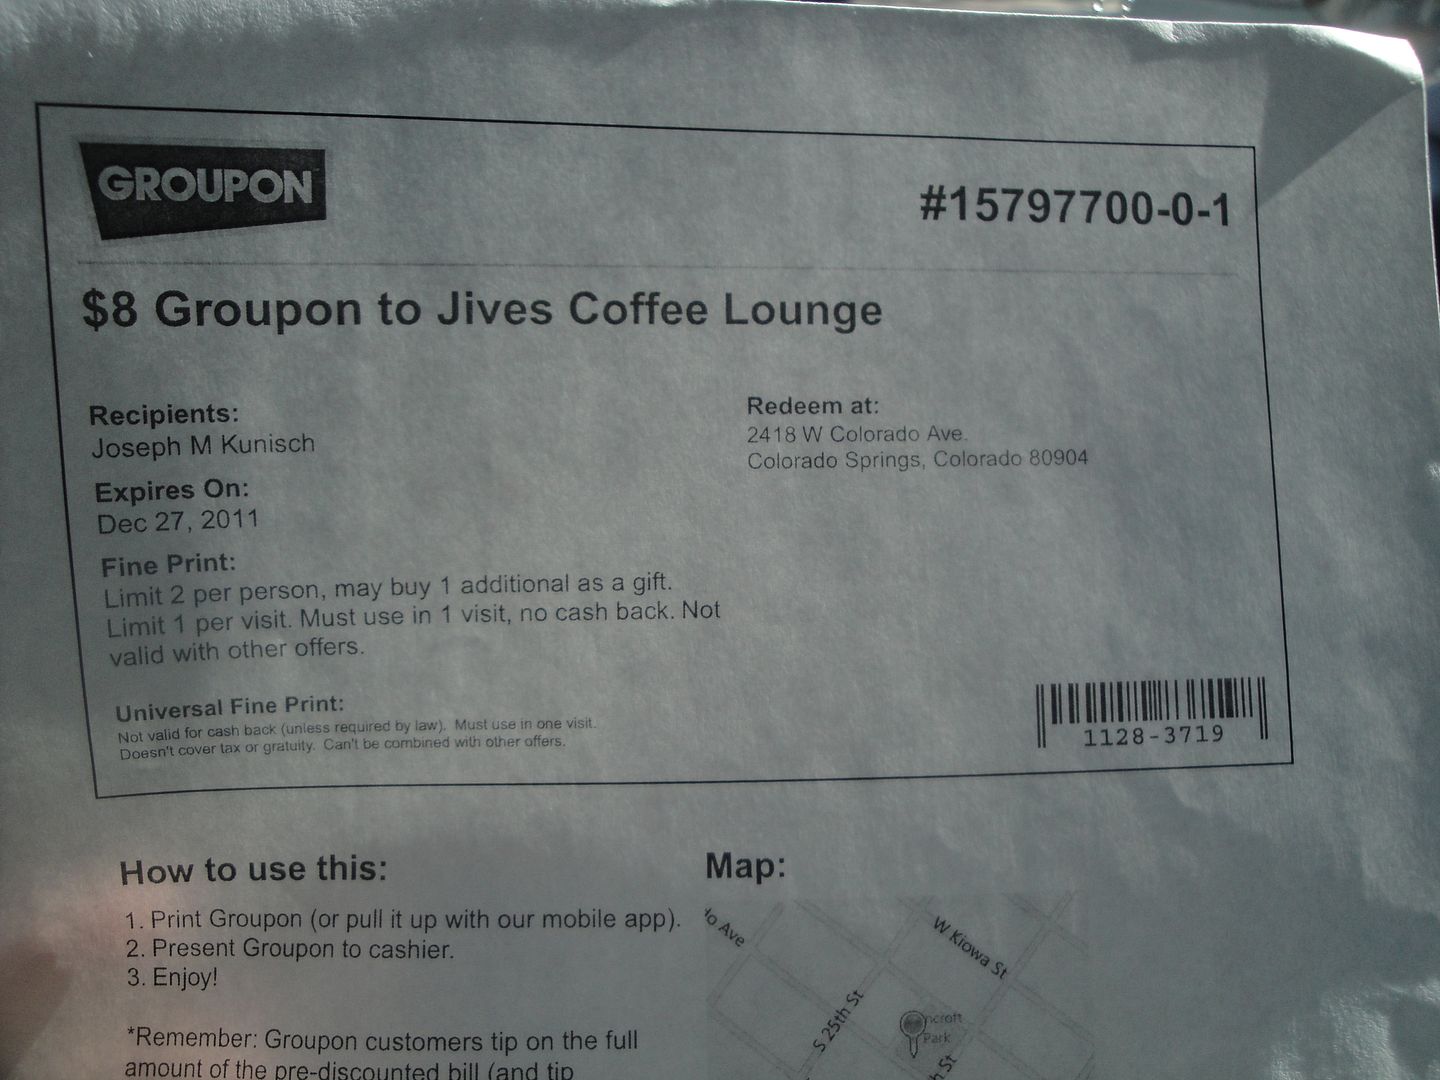 GROUPON
#15797700-0-1
$8 Groupon to Jives Coffee Lounge
Recipients:
Joseph M Kunisch
Expires On:
Dec 27, 2011
Fine Print:
Limit 2 per person, may buy 1 additional as a gift.
Limit 1 per visit. Must use in 1 visit, no cash back. Not
valid with other offers.
Redeem at:
2418 W Colorado Ave.
Colorado Springs, Colorado 80904
Universal Fine Print:
Not valid for cash back (unless required by law). Must use in one visit.
Doesn't cover tax or gratuity. Can't be combined with other offers.
1128-3719
How to use this:
1. Print Groupon (or pull it up with our mobile app).
2. Present Groupon to cashier.
3. Enjoy!
*Remember: Groupon customers tip on the full
amount of the pre-discounted bill (and tip
Map:
Ave
W Kiowa St
S 25th St
ncroft
Park
St